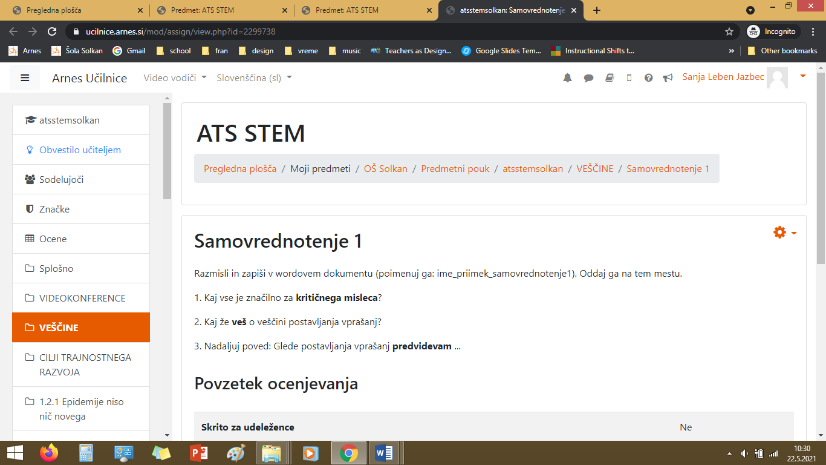 Pregledna plošča
Predmet: ATS STEM
Predmet: ATS STEM
atsstemsolkan: Samovrednotenje
Incognito
ucilnice.arnes.si/mod/assign/view.php?id=2299738
Arnes
Šola Solkan
Gmail
school
fran
design
vreme
music
Teachers as Design...
Google Slides Tem...
Instructional Shifts t...
»
Other bookmarks
Arnes Učilnice
Video vodiči
Slovenščina (sl)
Sanja Leben Jazbec
atsstemsolkan
Obvestilo učiteljem
Sodelujoči
Značke
Ocene
Splošno
VIDEOKONFERENCE
VEŠČINE
CILJI TRAJNOSTNEGA
RAZVOJA
1.2.1 Epidemije niso
nič novega
ATS STEM
Pregledna plošča / Moji predmeti / OŠ Solkan / Predmetni pouk / atsstemsolkan / VEŠČINE / Samovrednotenje 1
Samovrednotenje 1
Razmisli in zapiši v wordovem dokumentu (poimenuj ga: ime_priimek_samovrednotenje1). Oddaj ga na tem mestu.
1. Kaj vse je značilno za kritičnega misleca?
2. Kaj že veš o veščini postavljanja vprašanj?
3. Nadaljuj poved: Glede postavljanja vprašanj predvidevam ...
Povzetek ocenjevanja
Skrito za udeležence
Ne
10:30
22.5.2021